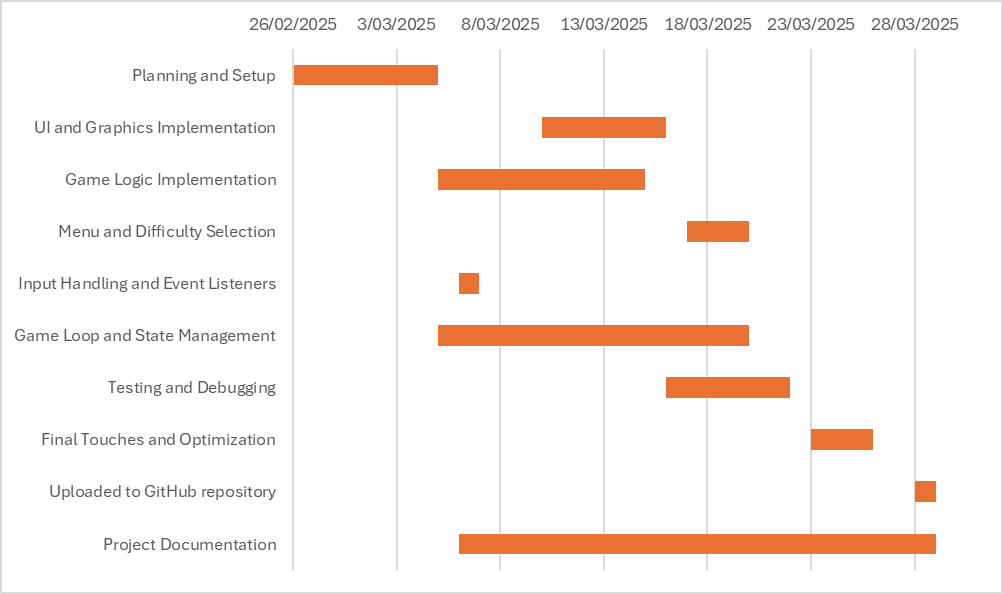 26/02/2025 3/03/2025 8/03/2025 13/03/2025 18/03/2025 23/03/2025 28/03/2025
Planning and Setup
UI and Graphics Implementation
Game Logic Implementation
Menu and Difficulty Selection
Input Handling and Event Listeners
Game Loop and State Management
Testing and Debugging
Final Touches and Optimization
Uploaded to GitHub repository
Project Documentation